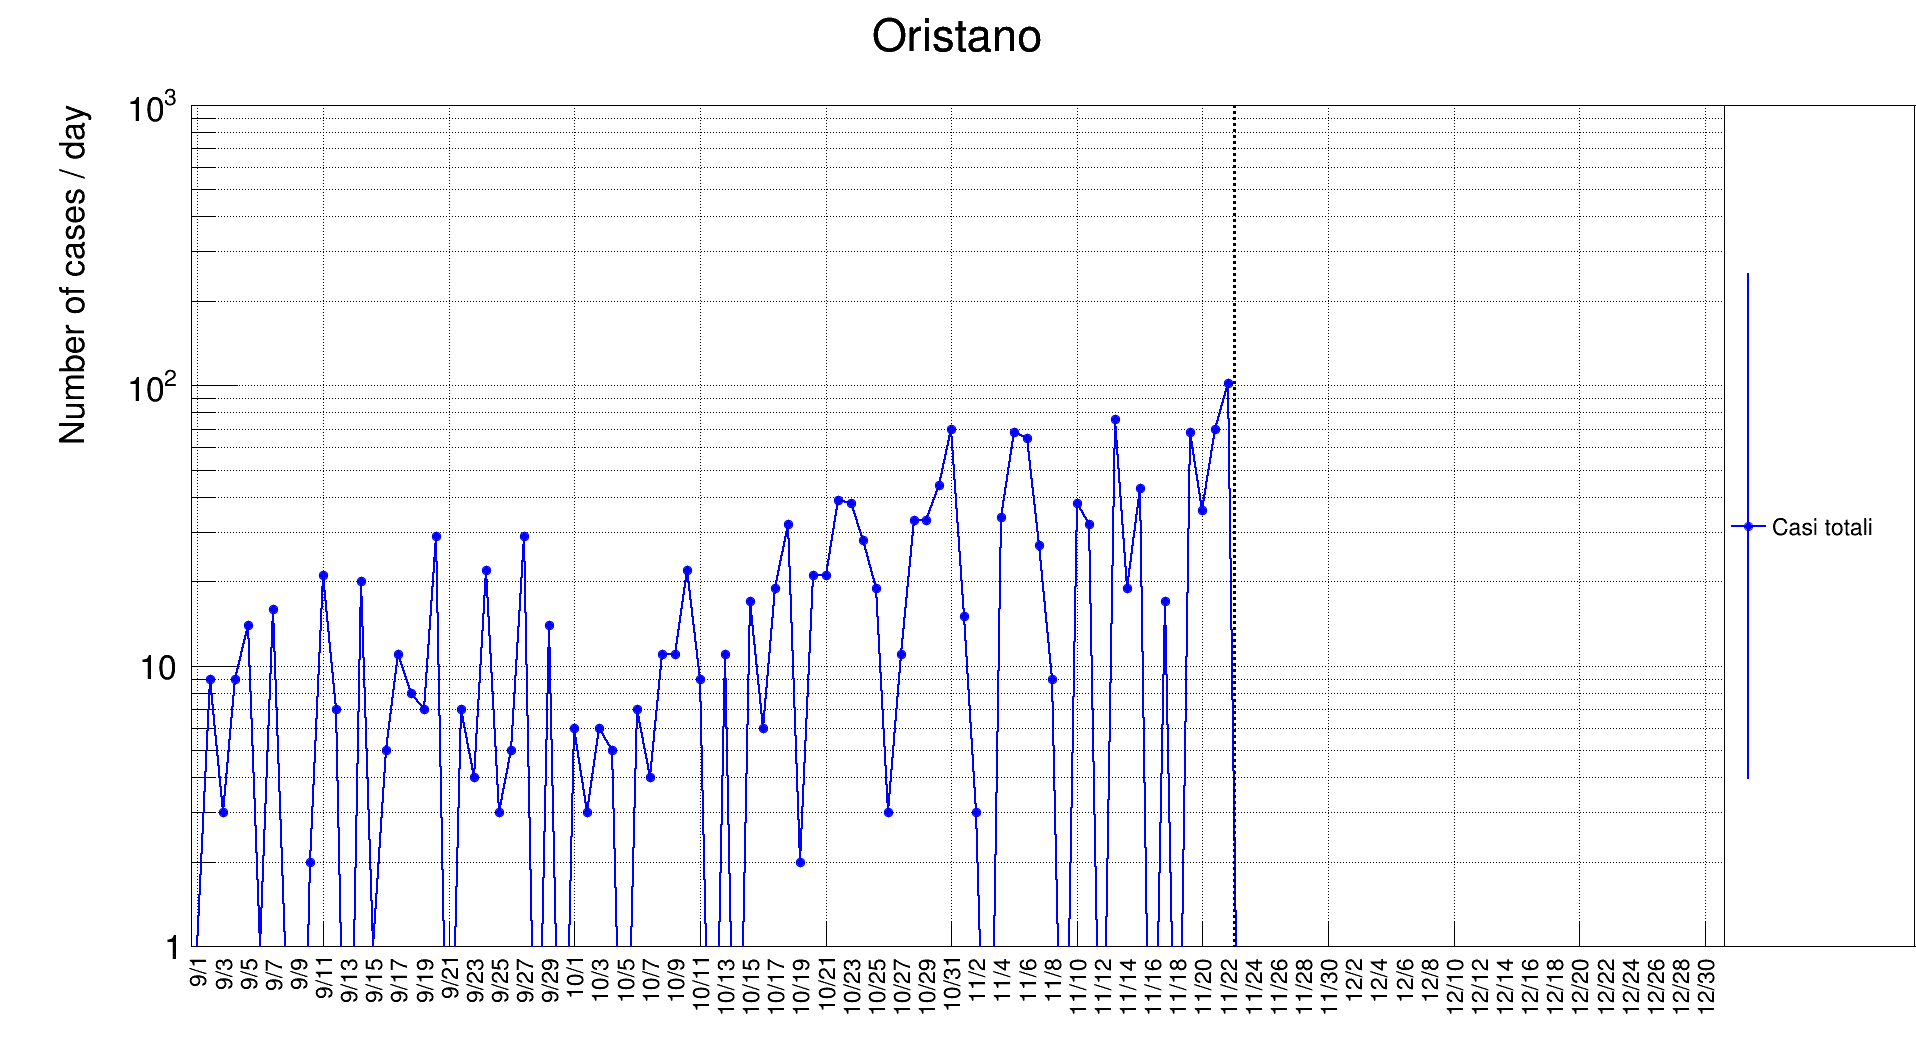 Oristano
Number of cases / day
10³
10²
10
1
9/1 9/3 9/5 9/7 9/9 9/11 9/13 9/15 9/17 9/19 9/21 9/23 9/25 9/27 9/29 10/1 10/3 10/5 10/7 10/9 10/11 10/13 10/15 10/17 10/19 10/21 10/23 10/25 10/27 10/29 10/31 11/2 11/4 11/6 11/8 11/10 11/12 11/14 11/16 11/18 11/20 11/22 11/24 11/26 11/28 11/30 12/2 12/4 12/6 12/8 12/10 12/12 12/14 12/16 12/18 12/20 12/22 12/24 12/26 12/28 12/30
Casi totali